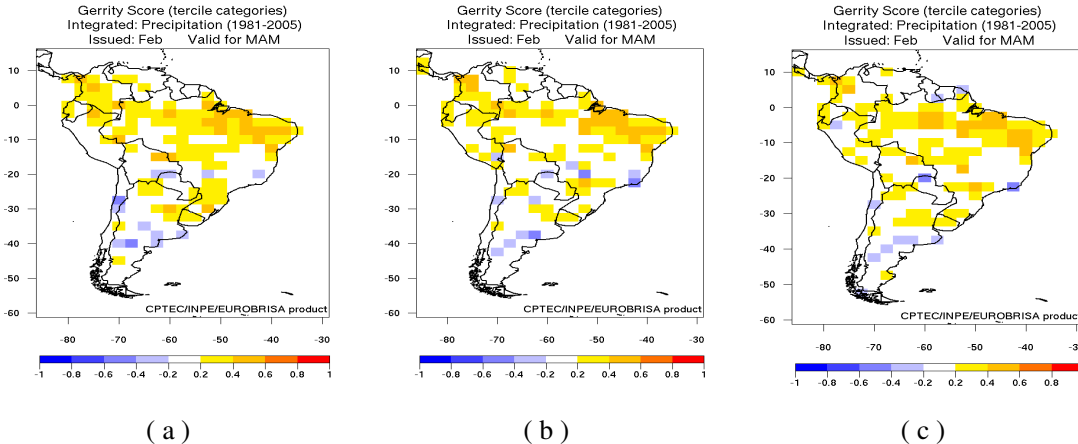 Gerrity Score (tercile categories)
Integrated: Precipitation (1981-2005)
Issued: Feb Valid for MAM
10
0
-10
-20
-30
-40
-50
-60
CPTEC/INPE/EUROBRISA product
-80 -70 -60 -50 -40 -30
-1 -0.8 -0.6 -0.4 -0.2 0.2 0.4 0.6 0.8 1
( a )
Gerrity Score (tercile categories)
Integrated: Precipitation (1981-2005)
Issued: Feb Valid for MAM
10
0
-10
-20
-30
-40
-50
-60
CPTEC/INPE/EUROBRISA product
-80 -70 -60 -50 -40 -30
-1 -0.8 -0.6 -0.4 -0.2 0.2 0.4 0.6 0.8 1
( b )
Gerrity Score (tercile categories)
Integrated: Precipitation (1981-2005)
Issued: Feb Valid for MAM
10
0
-10
-20
-30
-40
-50
-60
CPTEC/INPE/EUROBRISA product
-80 -70 -60 -50 -40
-1 -0.8 -0.6 -0.4 -0.2 0.2 0.4 0.6 0.8
( c )